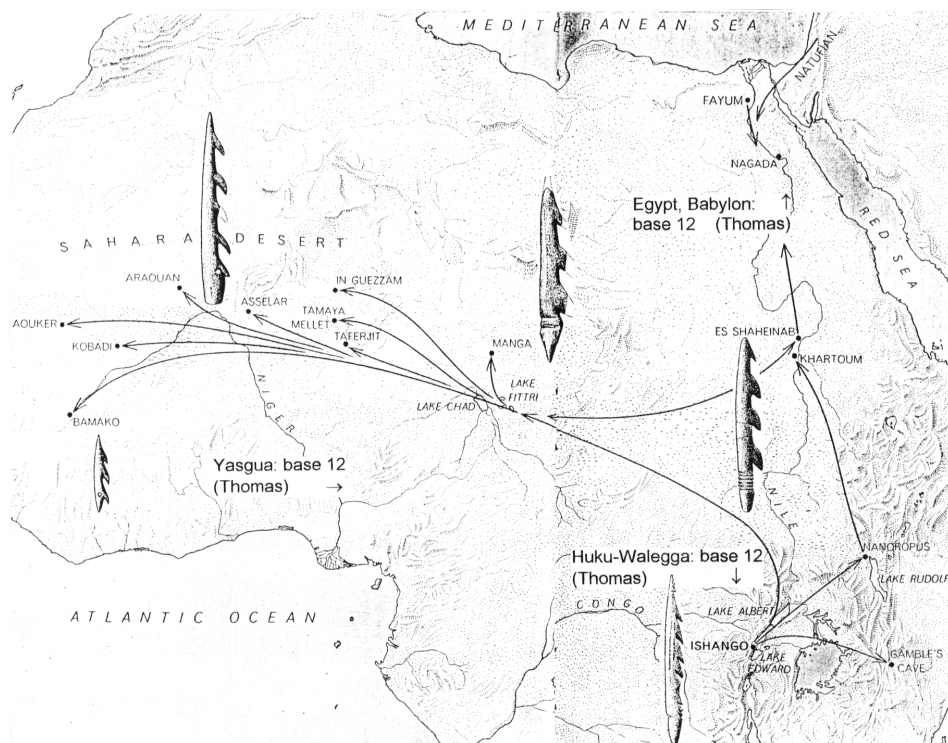 MEDITERRANEAN SEA
NATUFIAN
FAYUM
NAGADA
Egypt, Babylon: ↑
base 12 (Thomas)
RED SEA
SAHARA DESERT
ARAOUAN
IN GUEZZAM
ASSELAR
TAMAYA
MELLET
AOUKER
TAFERJIT
ES SHAHEINAB
KOBADI
MANGA
KHARTOUM
LAKE
FITTRI
LAKE CHAD
NIGER
BAMAKO
Yasgua: base 12
(Thomas) →
NILE
Huku-Walegga: base 12
(Thomas) ↓
NANOROPUS
LAKE RUDOLF
CONGO
LAKE ALBERT
ATLANTIC OCEAN
ISHANGO
LAKE
EDWARD
GAMBLE'S
CAVE